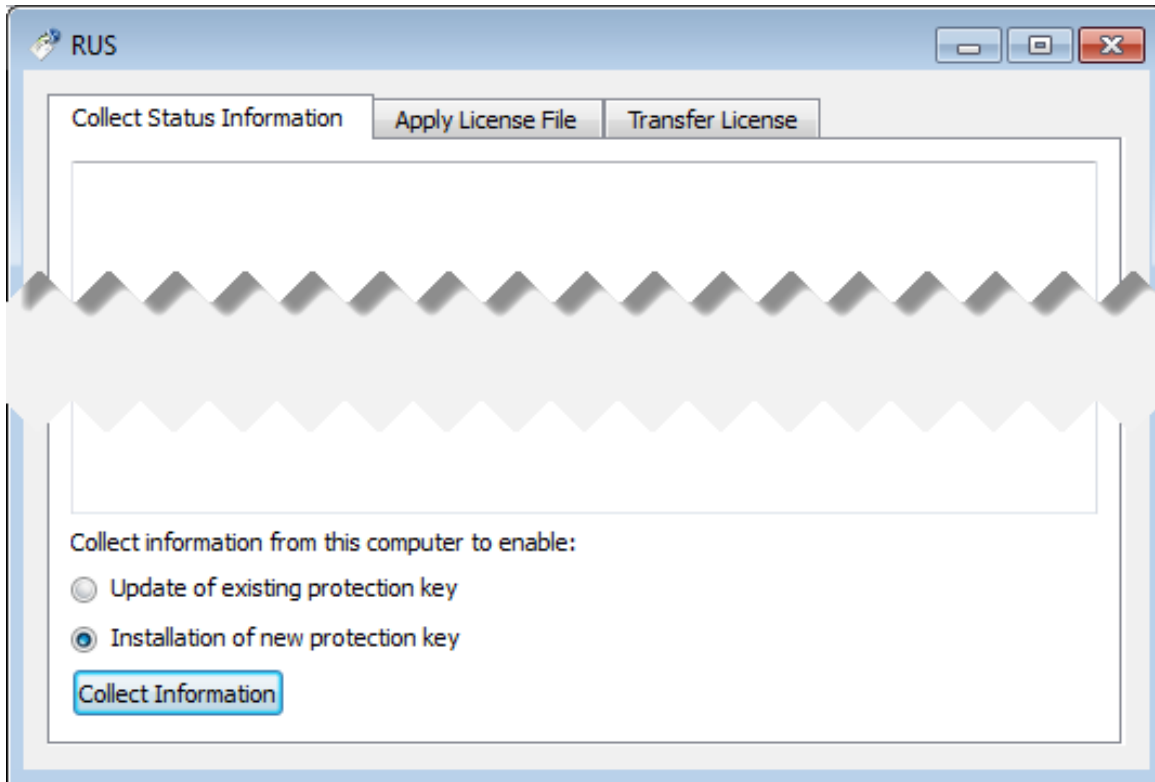 RUS
Collect Status Information Apply License File Transfer License
Collect information from this computer to enable:
Update of existing protection key
Installation of new protection key
Collect Information